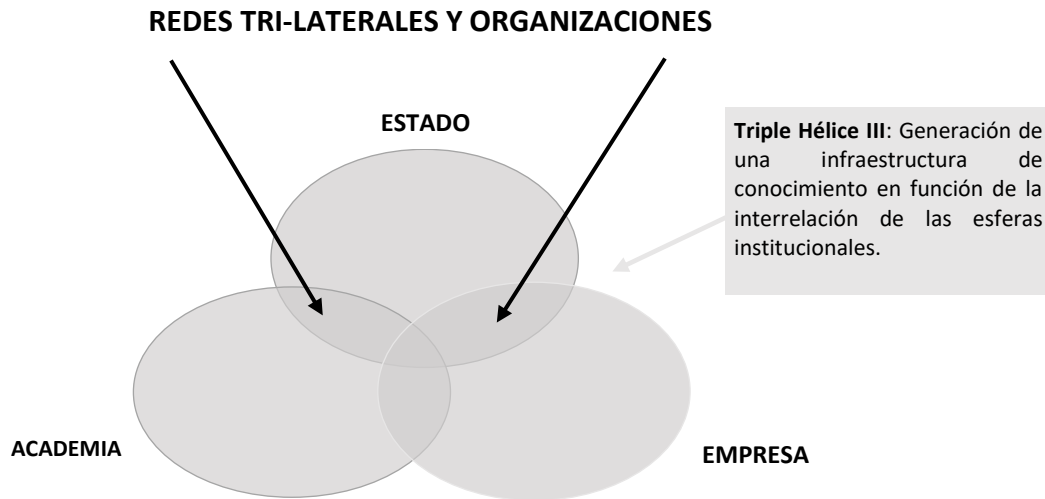 REDES TRI-LATERALES Y ORGANIZACIONES
ESTADO
Triple Hélice III: Generación de
una infraestructura de
conocimiento en función de la
interrelación de las esferas
institucionales.
ACADEMIA
EMPRESA